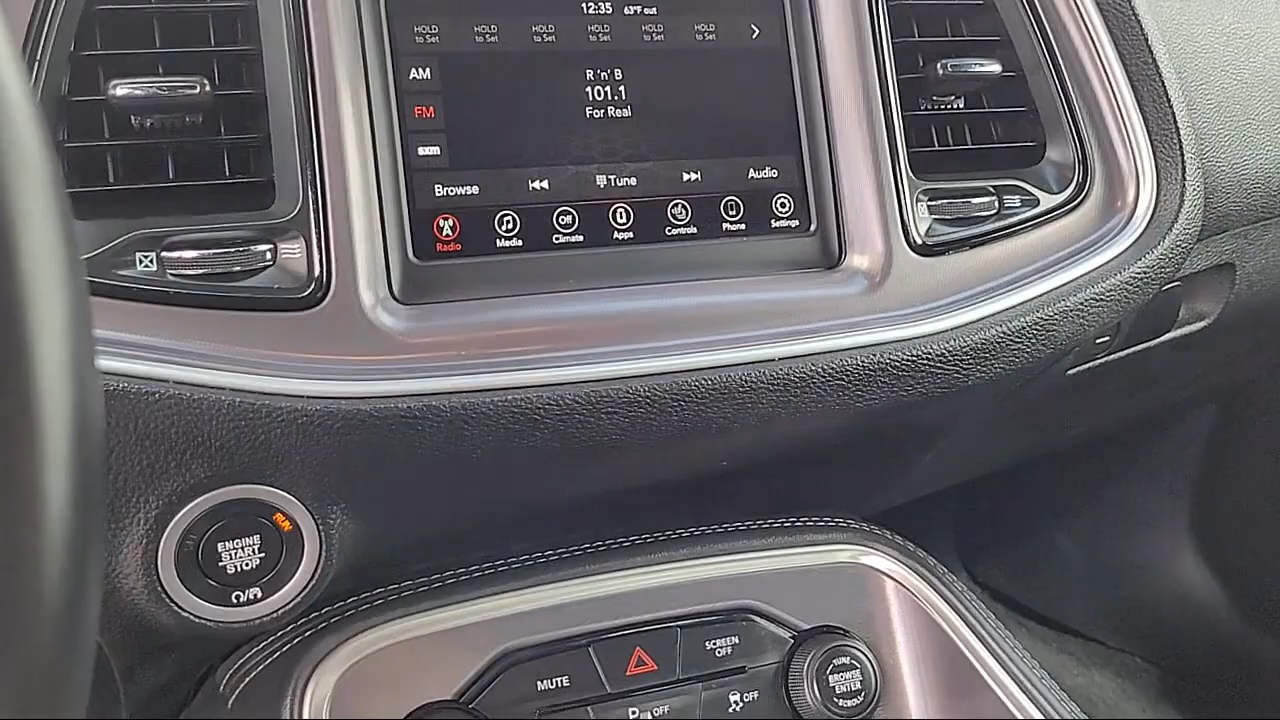 12:35 63°F out
HOLD to Set HOLD to Set HOLD to Set HOLD to Set HOLD to Set HOLD to Set
AM
R 'n' B
101.1
FM
For Real
sxm
Browse Tune Audio
Radio Media Off Climate Apps Controls Phone Settings
RUN
ENGINE
START
STOP
MUTE
SCREEN
OFF
P OFF
OFF
TUNE
BROWSE
ENTER
SCROLL